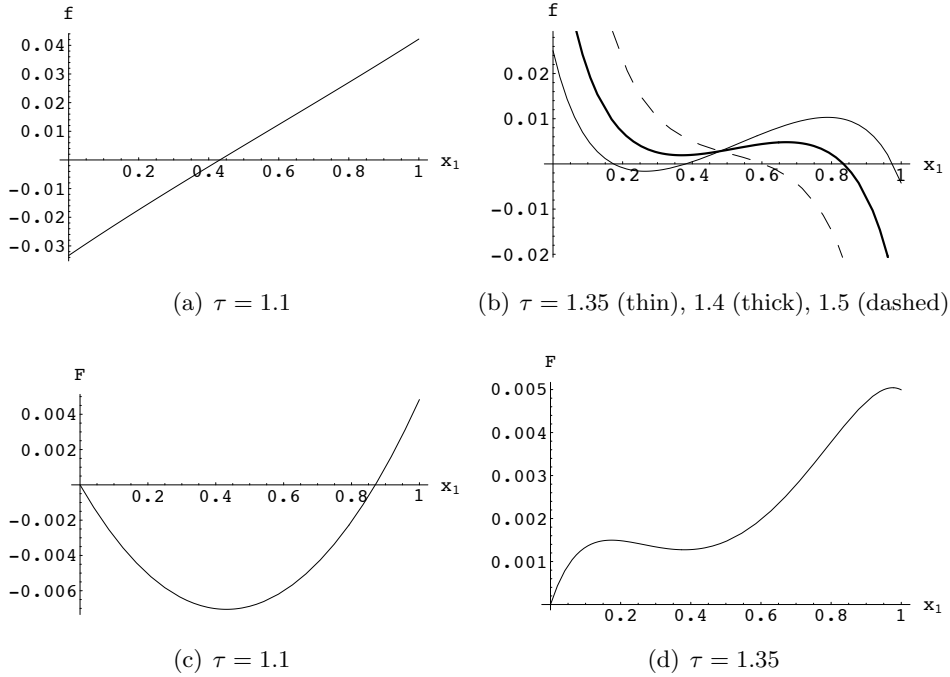 f
0.04
0.03
0.02
0.01
-0.01
-0.02
-0.03
0.2 0.4 0.6 0.8 1 x₁
(a) τ = 1.1
f
0.02
0.01
-0.01
-0.02
0.2 0.4 0.6 0.8 1 x₁
(b) τ = 1.35 (thin), 1.4 (thick), 1.5 (dashed)
F
0.004
0.002
-0.002
-0.004
-0.006
0.2 0.4 0.6 0.8 1 x₁
(c) τ = 1.1
F
0.005
0.004
0.003
0.002
0.001
0.2 0.4 0.6 0.8 1 x₁
(d) τ = 1.35